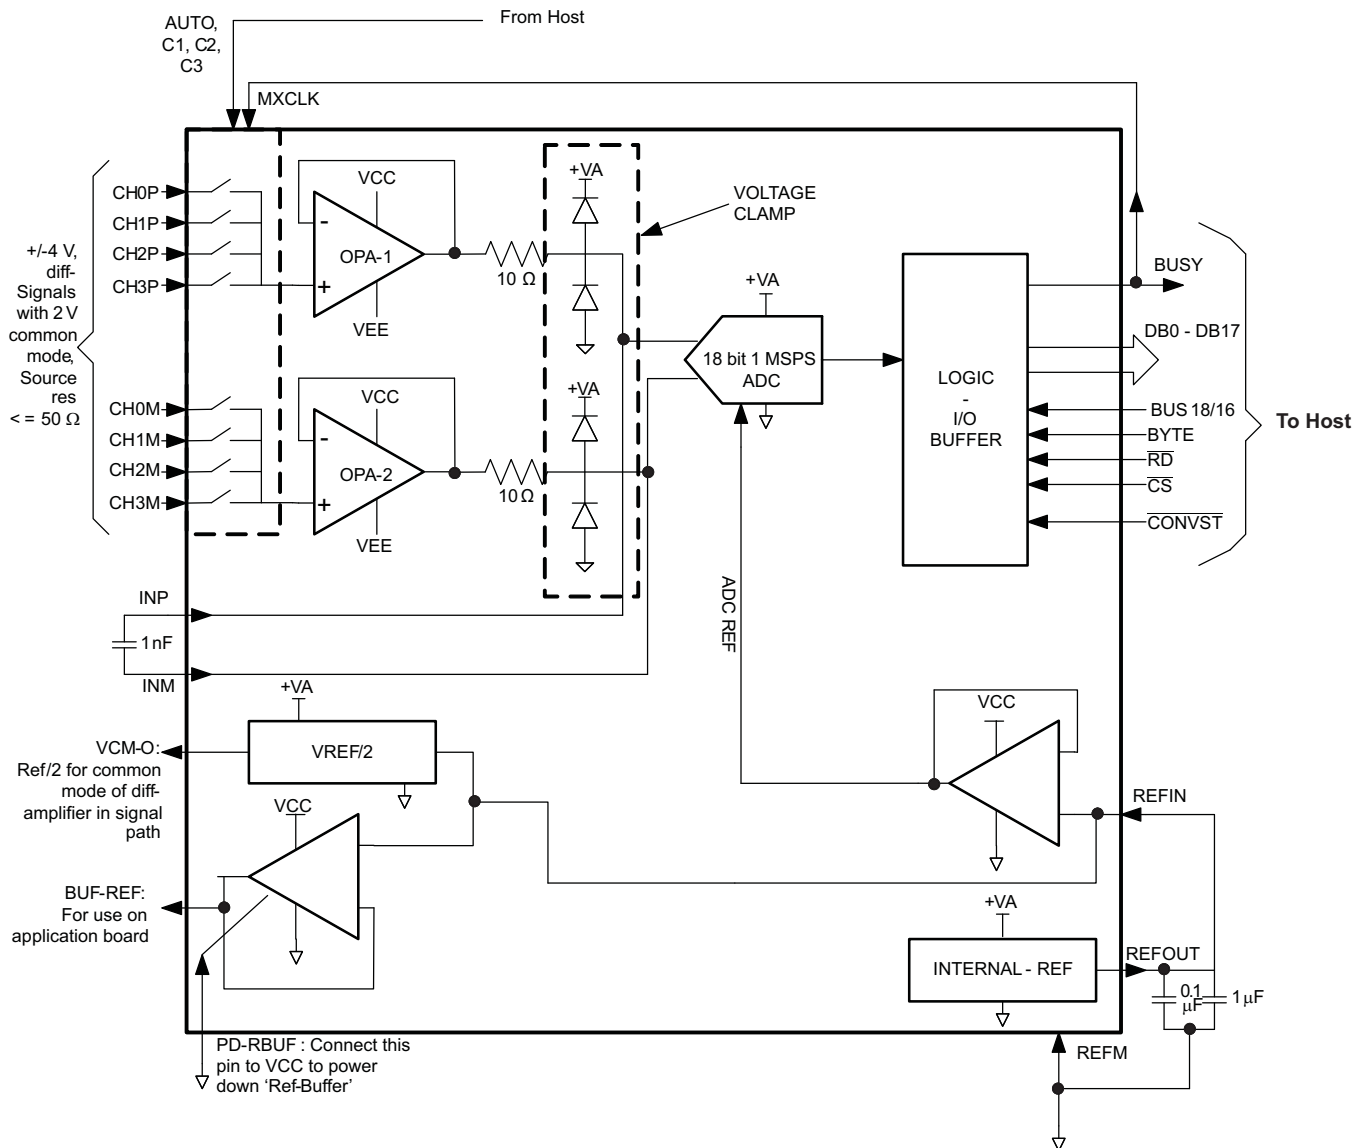 From Host
AUTO,
C1, C2,
C3
MXCLK
CH0P
CH1P
CH2P
CH3P
+/-4 V,
diff-
Signals
with 2 V
common
mode,
Source
res
< = 50 Ω
CH0M
CH1M
CH2M
CH3M
VCC
-
OPA-1
+
VEE
10 Ω
VCC
-
OPA-2
+
VEE
10 Ω
+VA
+VA
VOLTAGE
CLAMP
+VA
18 bit 1 MSPS
ADC
LOGIC
-
I/O
BUFFER
BUSY
DB0 - DB17
BUS 18/16
BYTE
RD
CS
CONVST
To Host
INP
1 nF
INM
ADC REF
+VA
VREF/2
VCM-O:
Ref/2 for common
mode of diff-
amplifier in signal
path
VCC
BUF-REF:
For use on
application board
PD-RBUF : Connect this
pin to VCC to power
down ‘Ref-Buffer’
VCC
REFIN
+VA
INTERNAL - REF
REFOUT
0.1
μF
1 μF
REFM